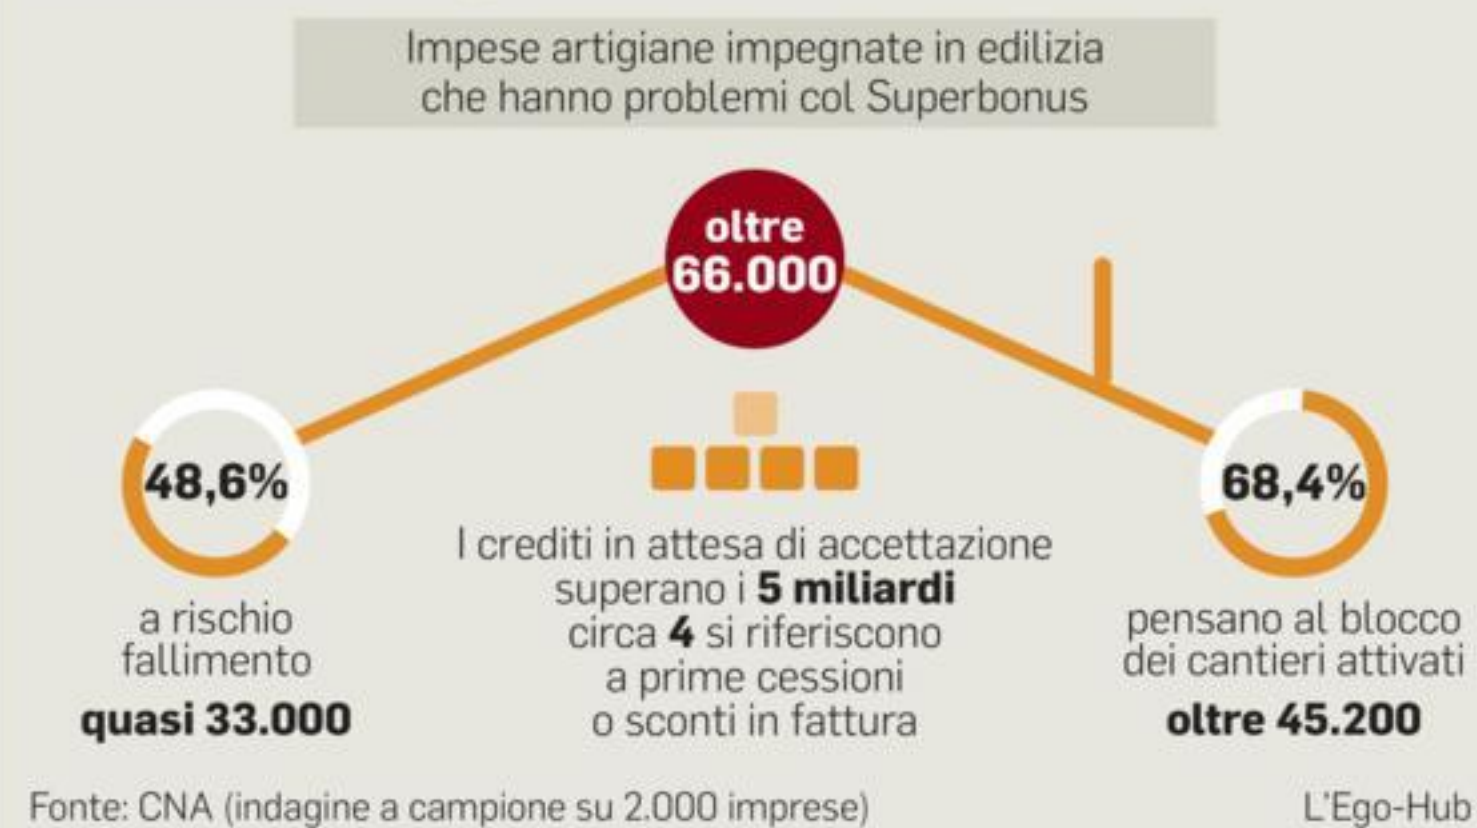 Impese artigiane impegnate in edilizia
che hanno problemi col Superbonus
oltre
66.000
48,6%
a rischio
fallimento
quasi 33.000
I crediti in attesa di accettazione
superano i 5 miliardi
circa 4 si riferiscono
a prime cessioni
o sconti in fattura
68,4%
pensano al blocco
dei cantieri attivati
oltre 45.200
Fonte: CNA (indagine a campione su 2.000 imprese)
L'Ego-Hub